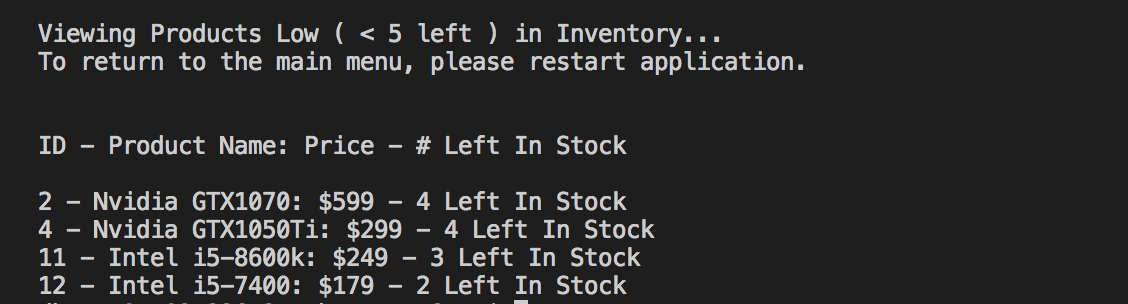 Viewing Products Low ( < 5 left ) in Inventory...
To return to the main menu, please restart application.
ID – Product Name: Price – # Left In Stock
2 – Nvidia GTX1070: $599 – 4 Left In Stock
4 – Nvidia GTX1050Ti: $299 – 4 Left In Stock
11 – Intel i5–8600k: $249 – 3 Left In Stock
12 – Intel i5–7400: $179 – 2 Left In Stock